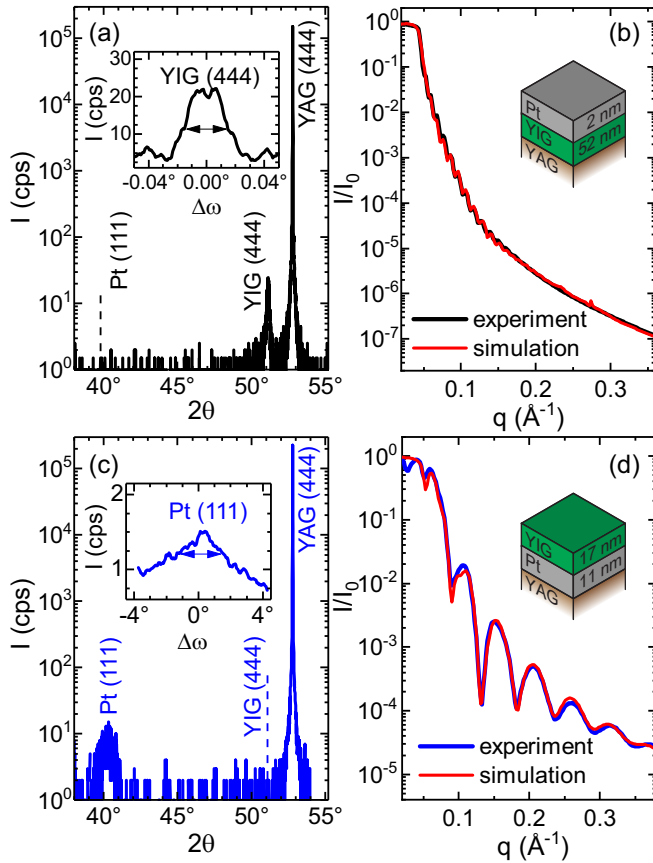 (a)
YIG (444)
I (cps)
30
20
10
-0.04° 0.00° 0.04°
Δω
YAG (444)
Pt (111)
YIG (444)
I (cps)
10⁵
10⁴
10³
10²
10¹
10⁰
40° 45° 50° 55°
2θ
(b)
Pt 2 nm
YIG 52 nm
YAG
I/I₀
10⁰
10⁻¹
10⁻²
10⁻³
10⁻⁴
10⁻⁵
10⁻⁶
10⁻⁷
experiment
simulation
0.1 0.2 0.3
q (Å⁻¹)
(c)
Pt (111)
I (cps)
2
1
-4° 0° 4°
Δω
YAG (444)
Pt (111)
YIG (444)
I (cps)
10⁵
10⁴
10³
10²
10¹
10⁰
40° 45° 50° 55°
2θ
(d)
YIG 17 nm
Pt 11 nm
YAG
I/I₀
10⁰
10⁻¹
10⁻²
10⁻³
10⁻⁴
10⁻⁵
experiment
simulation
0.1 0.2 0.3
q (Å⁻¹)